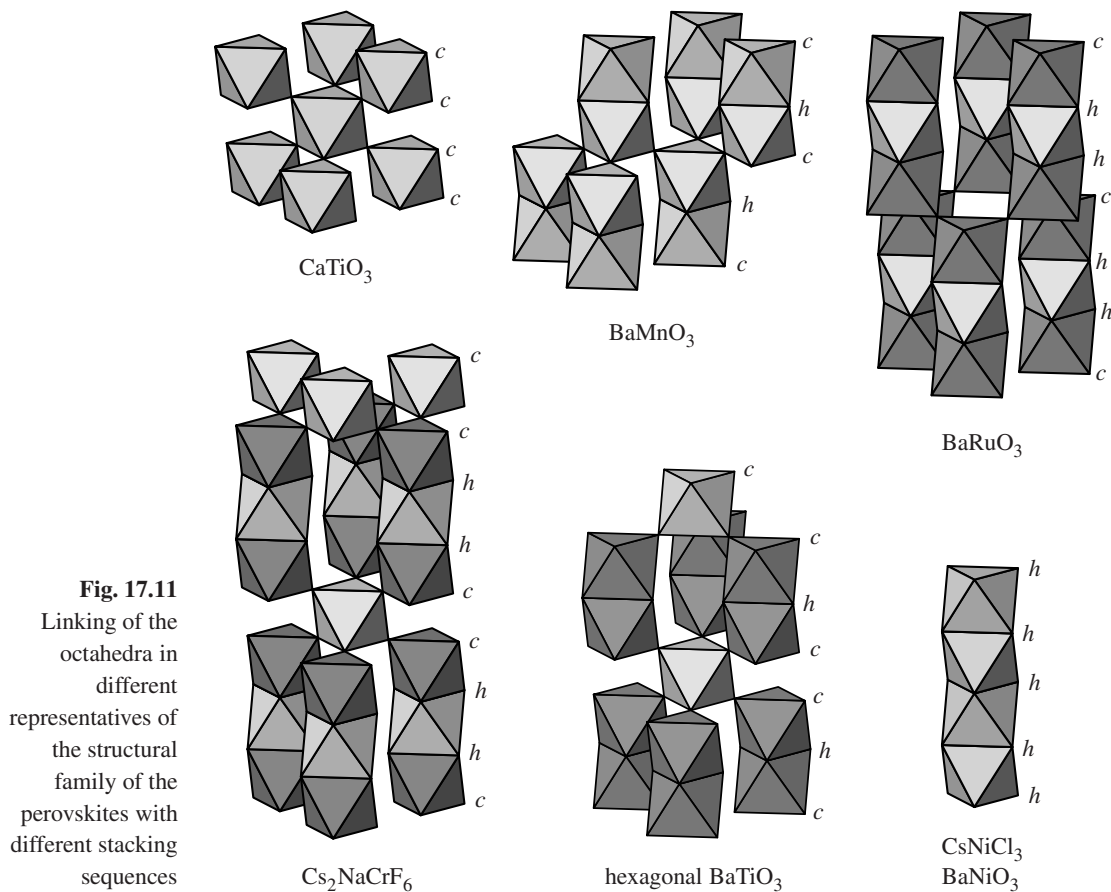 c
c
c
c
CaTiO3
c
h
c
h
c
BaMnO3
c
h
h
c
h
h
c
BaRuO3
c
c
h
h
c
c
h
h
c
Cs2NaCrF6
c
c
h
c
c
h
c
hexagonal BaTiO3
h
h
h
h
h
CsNiCl3
BaNiO3
Fig. 17.11
Linking of the
octahedra in
different
representatives of
the structural
family of the
perovskites with
different stacking
sequences